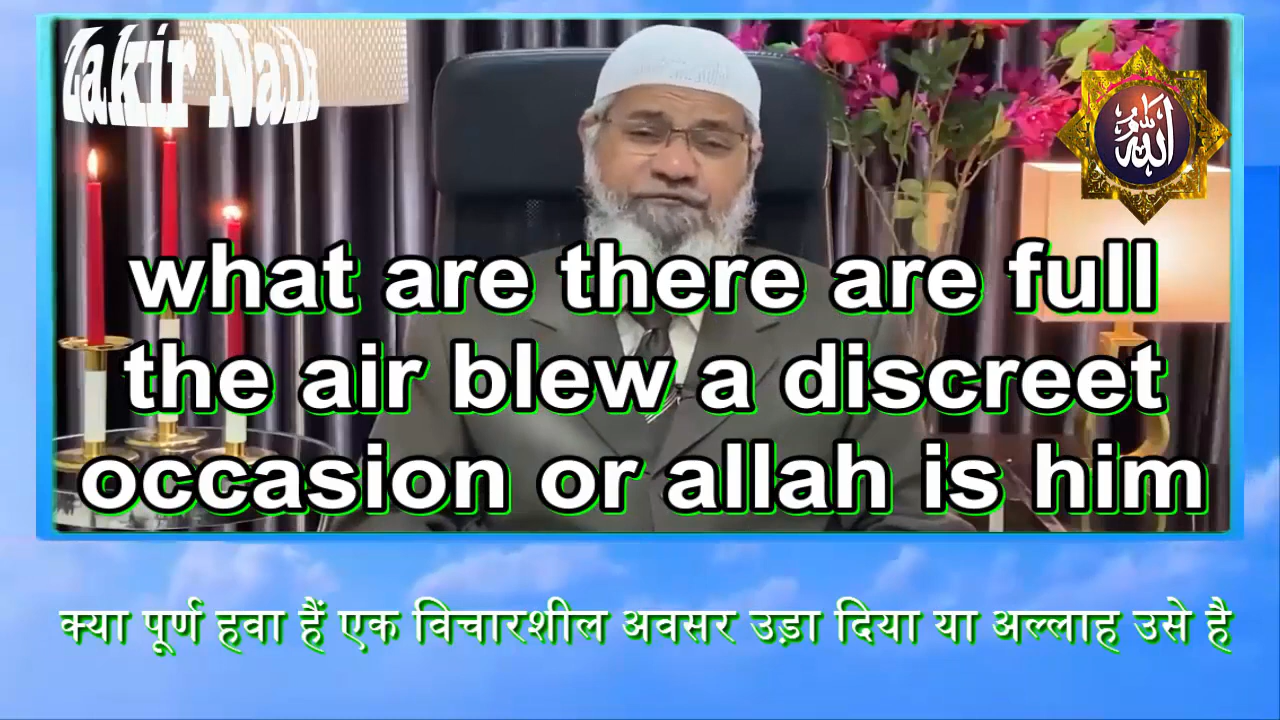 Zakir Naik
الله
what are there are full
the air blew a discreet
occasion or allah is him
क्या पूर्ण हवा हैं एक विचारशील अवसर उड़ा दिया या अल्लाह उसे है